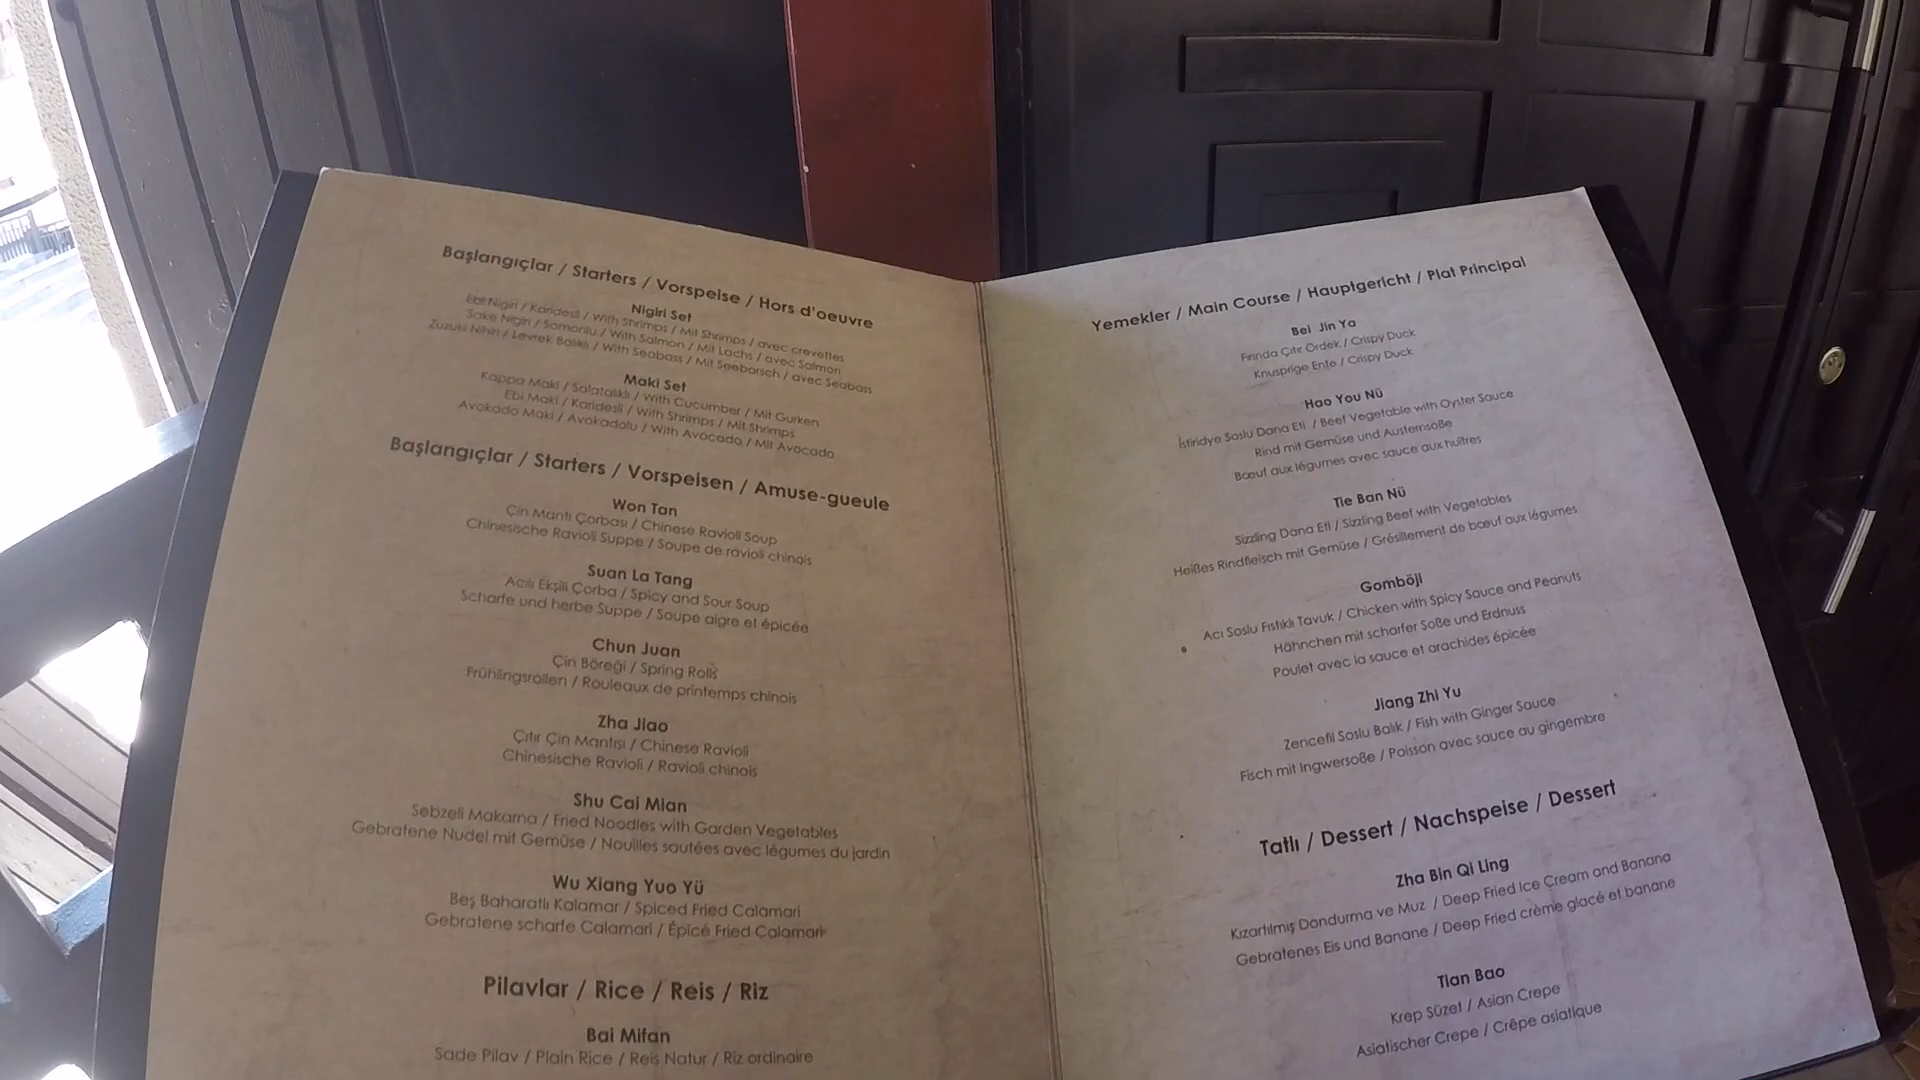 Başlangıçlar / Starters / Vorspeise / Hors d'oeuvre
Nigiri Set
Ebi Nigiri / Karidesli / With Shrimps / Mit Shrimps / avec crevettes
Sake Nigiri / Somonlu / With Salmon / Mit Lachs / avec Salmon
Zuzuki Nihiri / Levrek Balıklı / With Seabass / Mit Seebarsch / avec Seabass
Maki Set
Kappa Maki / Salatalıklı / With Cucumber / Mit Gurken
Ebi Maki / Karidesli / With Shrimps / Mit Shrimps
Avokado Maki / Avokadolu / With Avocado / Mit Avocado
Başlangıçlar / Starters / Vorspeisen / Amuse-gueule
Won Tan
Çin Mantı Çorbası / Chinese Ravioli Soup
Chinesische Ravioli Suppe / Soupe de ravioli chinois
Suan La Tang
Acılı Ekşili Çorba / Spicy and Sour Soup
Scharfe und herbe Suppe / Soupe aigre et épicée
Chun Juan
Çin Böreği / Spring Rolls
Frühlingsrollen / Rouleaux de printemps chinois
Zha Jiao
Çıtır Çin Mantısı / Chinese Ravioli
Chinesische Ravioli / Ravioli chinois
Shu Cai Mian
Sebzeli Makarna / Fried Noodles with Garden Vegetables
Gebratene Nudel mit Gemüse / Nouilles sautées avec légumes du jardin
Wu Xiang Yuo Yü
Beş Baharatlı Kalamar / Spiced Fried Calamari
Gebratene scharfe Calamari / Épicé Fried Calamari
Pilavlar / Rice / Reis / Riz
Bai Mifan
Sade Pilav / Plain Rice / Reis Natur / Riz ordinaire
Yemekler / Main Course / Hauptgericht / Plat Principal
Bei Jin Ya
Fırında Çıtır Ördek / Crispy Duck
Knusprige Ente / Crispy Duck
Hao You Nü
İstiridye Soslu Dana Eti / Beef Vegetable with Oyster Sauce
Rind mit Gemüse und Austernsoße
Bœuf aux légumes avec sauce aux huîtres
Tie Ban Nü
Sizzling Dana Eti / Sizzling Beef with Vegetables
Heißes Rindfleisch mit Gemüse / Grésillement de bœuf aux légumes
Gombõji
Acı Soslu Fıstıklı Tavuk / Chicken with Spicy Sauce and Peanuts
Hähnchen mit scharfer Soße und Erdnuss
Poulet avec la sauce et arachides épicée
Jiang Zhi Yu
Zencefil Soslu Balık / Fish with Ginger Sauce
Fisch mit Ingwersoße / Poisson avec sauce au gingembre
Tatlı / Dessert / Nachspeise / Dessert
Zha Bin Qi Ling
Kızartılmış Dondurma ve Muz / Deep Fried Ice Cream and Banana
Gebratenes Eis und Banane / Deep Fried crème glacé et banane
Tian Bao
Krep Süzet / Asian Crepe
Asiatischer Crepe / Crêpe asiatique